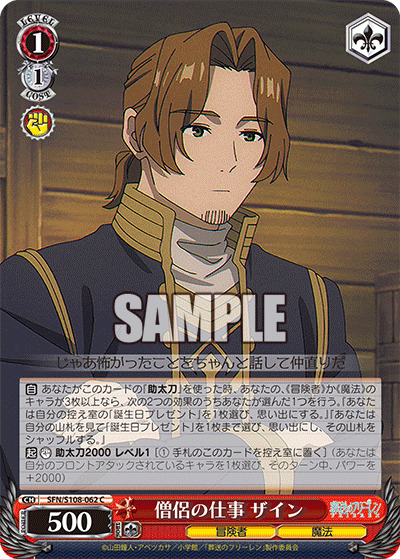 LEVEL
1
1
COST
SAMPLE
じゃあ怖かったことをちゃんと話して仲直りだ
自 あなたがこのカードの「助太刀」を使った時、あなたの、《冒険者》か《魔法》の
キャラが3枚以上なら、次の2つの効果のうちあなたが選んだ1つを行う。『あなた
は自分の控え室の「誕生日プレゼント」を1枚選び、思い出にする。』『あなたは
自分の山札を見て「誕生日プレゼント」を1枚まで選び、思い出にし、その山札を
シャッフルする。』
起 助太刀2000 レベル1 [① 手札のこのカードを控え室に置く] (あなたは
自分のフロントアタックされているキャラを1枚選び、そのターン中、パワーを
+2000)
CH SFN/S108-062 C
500
僧侶の仕事 ザイン
冒険者 魔法
葬送のフリーレン
©山田鐘人・アベツカサ/小学館/「葬送のフリーレン」製作委員会